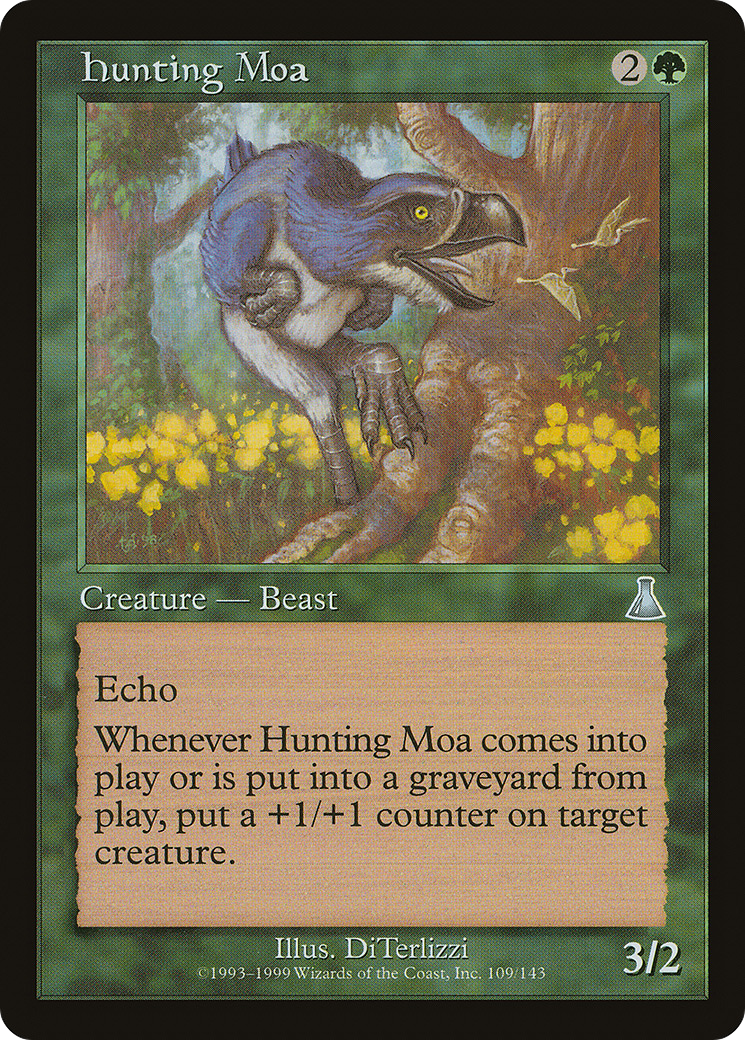 Hunting Moa
2
Creature — Beast
Echo
Whenever Hunting Moa comes into
play or is put into a graveyard from
play, put a +1/+1 counter on target
creature.
Illus. DiTerlizzi
©1993–1999 Wizards of the Coast, Inc. 109/143
3/2